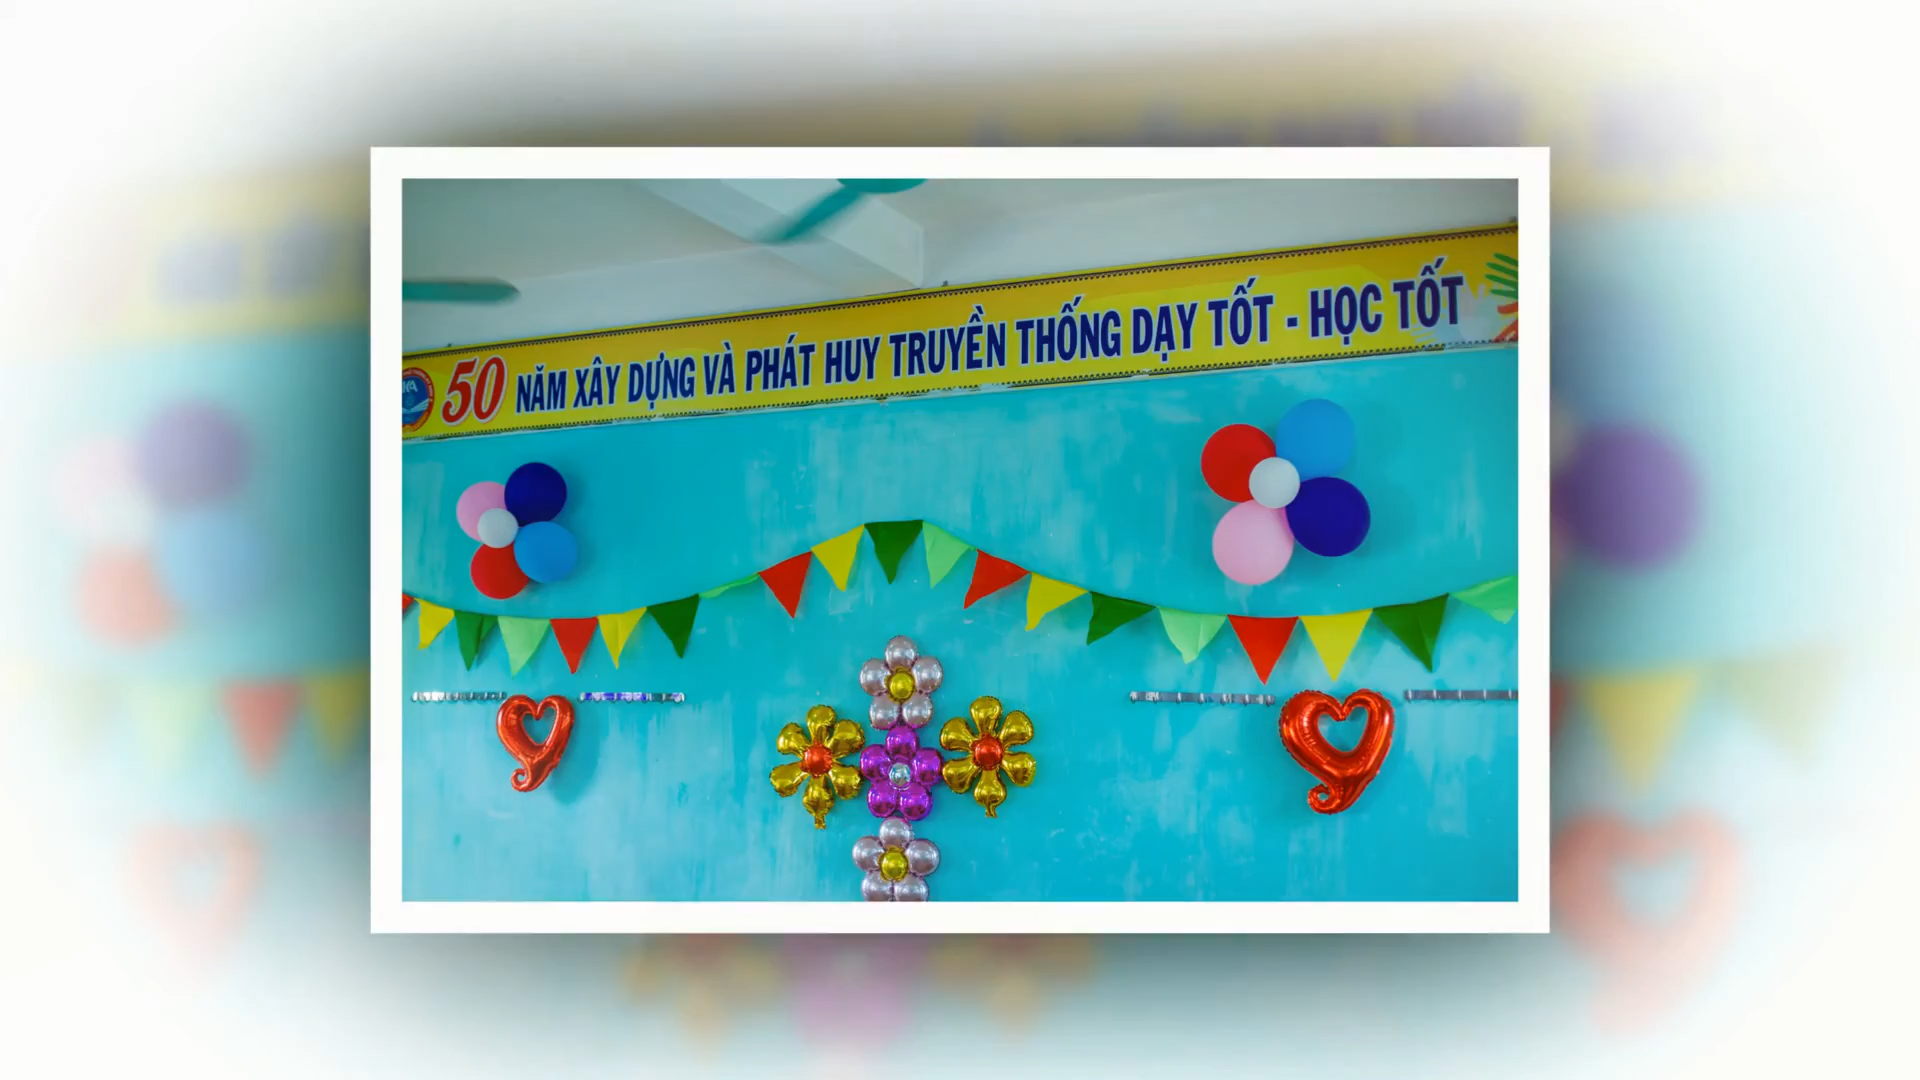 50 NĂM XÂY DỰNG VÀ PHÁT HUY TRUYỀN THỐNG DẠY TỐT - HỌC TỐT